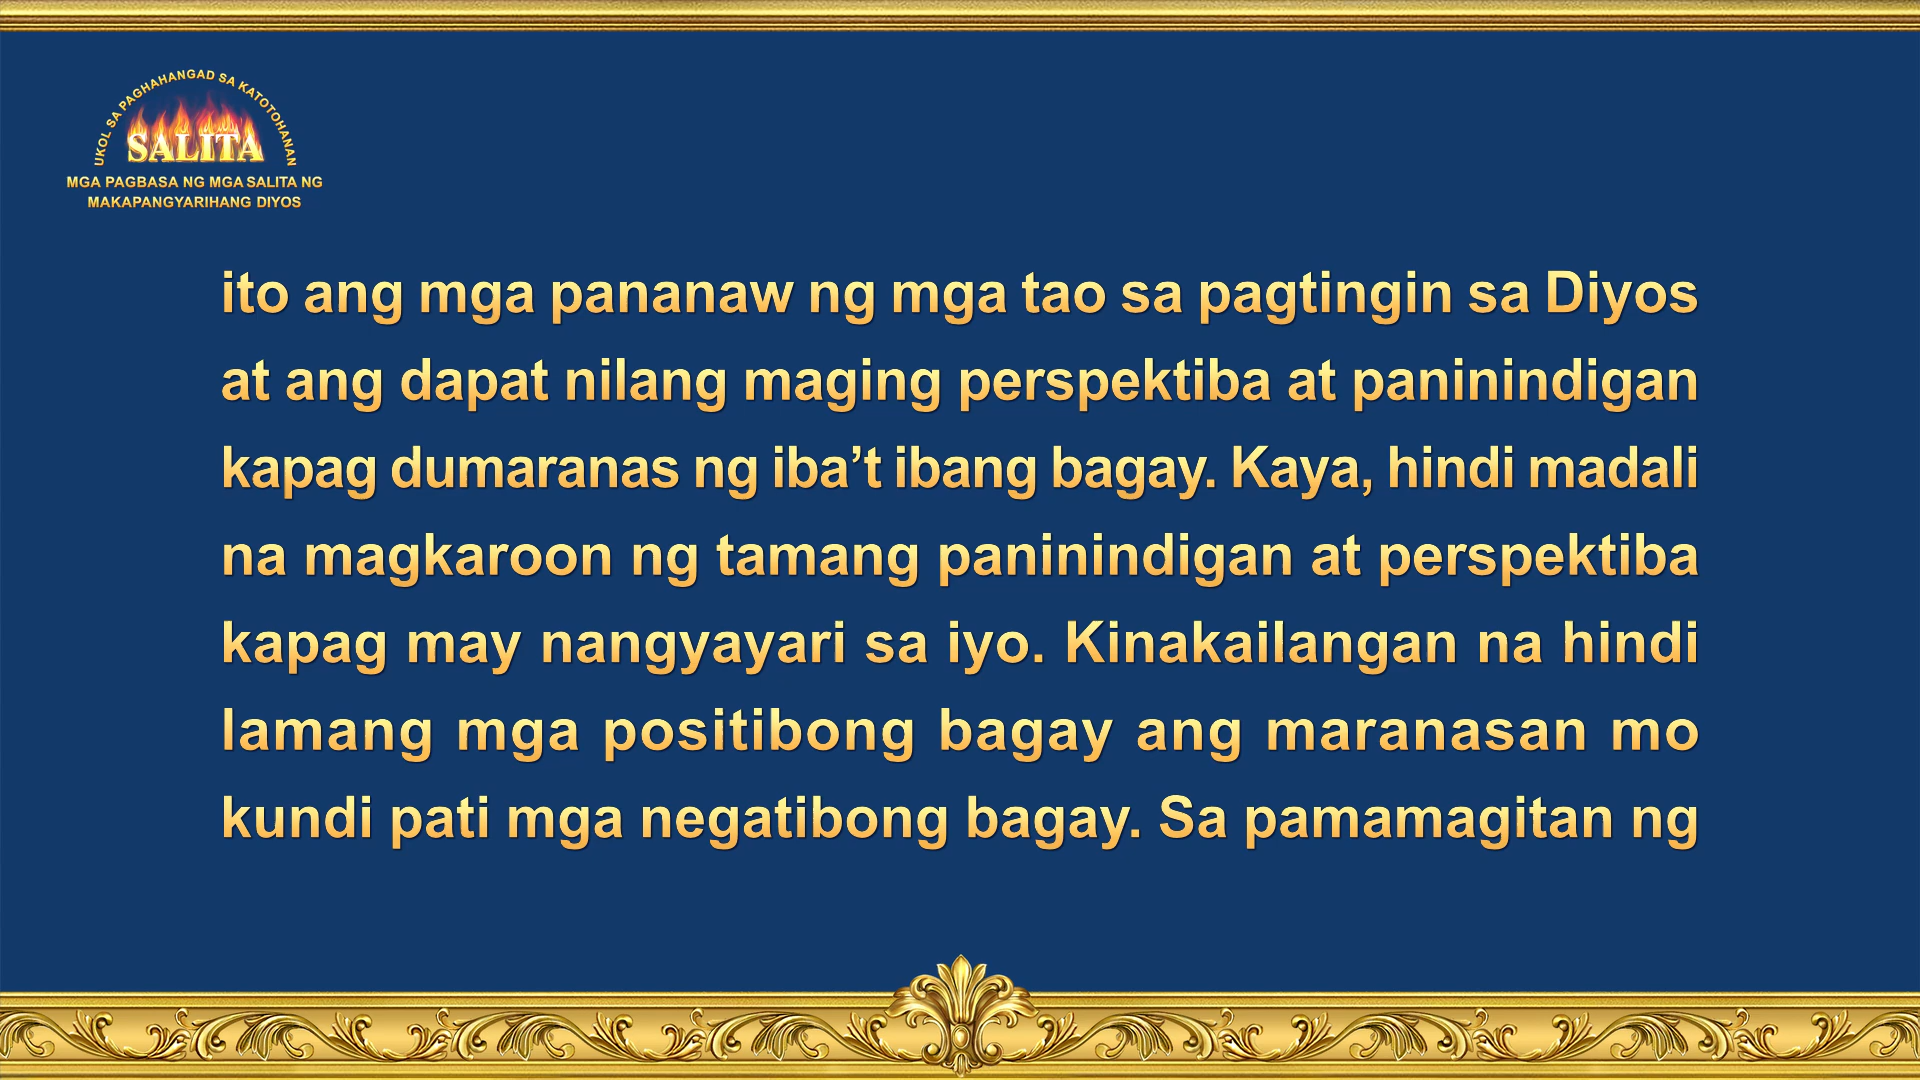 UKOL SA PAGHAHANGAD SA KATOTOHANAN
SALITA
MGA PAGBASA NG MGA SALITA NG
MAKAPANGYARIHANG DIYOS
ito ang mga pananaw ng mga tao sa pagtingin sa Diyos
at ang dapat nilang maging perspektiba at paninindigan
kapag dumaranas ng iba’t ibang bagay. Kaya, hindi madali
na magkaroon ng tamang paninindigan at perspektiba
kapag may nangyayari sa iyo. Kinakailangan na hindi
lamang mga positibong bagay ang maranasan mo
kundi pati mga negatibong bagay. Sa pamamagitan ng